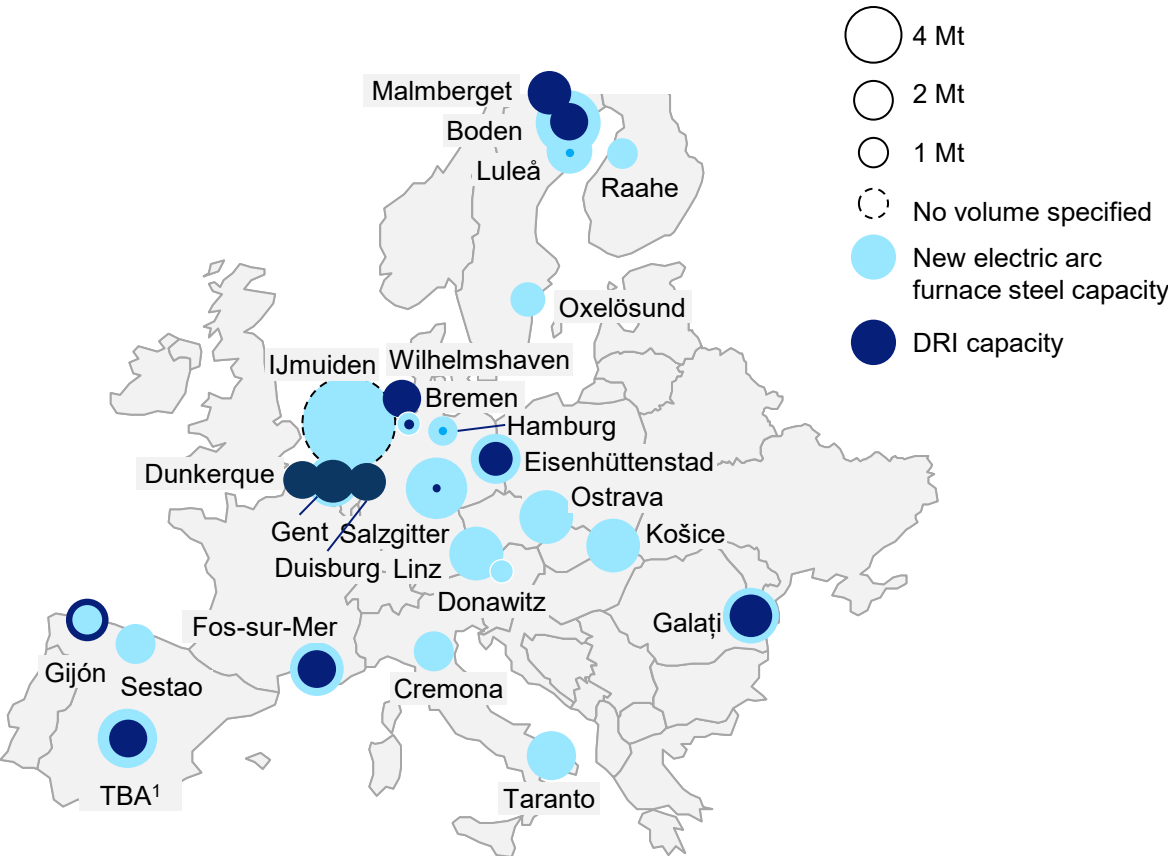 4 Mt
Malmberget
2 Mt
Boden
1 Mt
Luleå
Raahe
No volume specified
New electric arc
furnace steel capacity
Oxelösund
DRI capacity
IJmuiden
Wilhelmshaven
Bremen
Hamburg
Dunkerque
Eisenhüttenstad
Ostrava
Gent
Salzgitter
Košice
Duisburg
Linz
Donawitz
Fos-sur-Mer
Galați
Gijón
Sestao
Cremona
TBA¹
Taranto